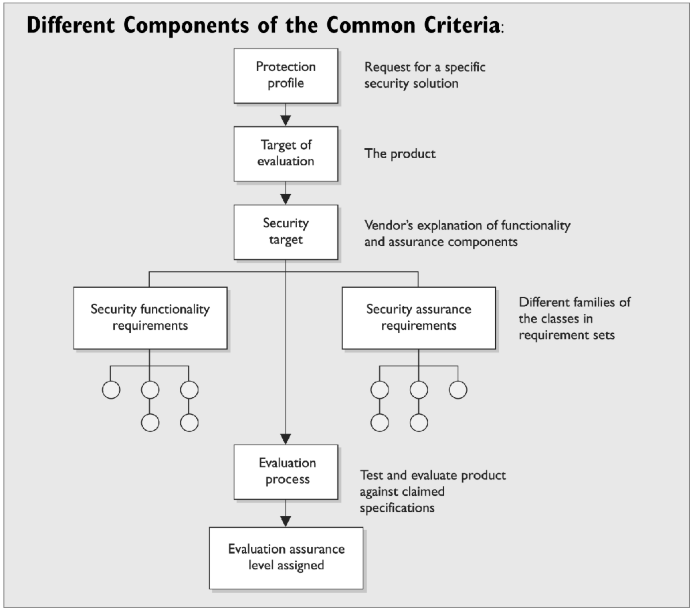 Different Components of the Common Criteria:
Protection
profile
Request for a specific
security solution
Target of
evaluation
The product
Security
target
Vendor's explanation of functionality
and assurance components
Security functionality
requirements
Security assurance
requirements
Different families of
the classes in
requirement sets
Evaluation
process
Test and evaluate product
against claimed
specifications
Evaluation assurance
level assigned